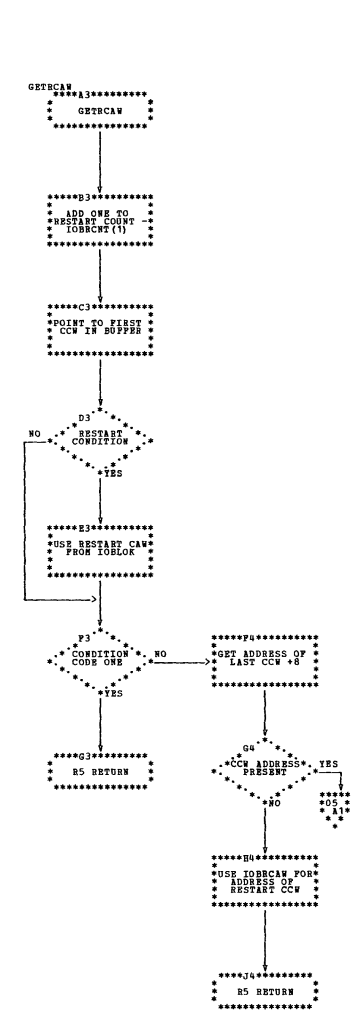 GETRCAW
****A3*********
GETRCAW
*****B3**********
ADD ONE TO
*RESTART COUNT -*
IOBRCNT(1)
*****C3**********
*POINT TO FIRST *
CCW IN BUFFER
D3
RESTART
NO
CONDITION
*YES
*****E3**********
*USE RESTART CAW*
FROM IOBLOK
F3
CONDITION
NO
CODE ONE
*YES
*****F4**********
*GET ADDRESS OF *
LAST CCW +8
****G3*********
R5 RETURN
G4
*CCW ADDRESS*
YES
PRESENT
*NO
*****
*05 *
* A1*
*****H4**********
*USE IOBRCAW FOR*
ADDRESS OF
RESTART CCW
****J4*********
R5 RETURN